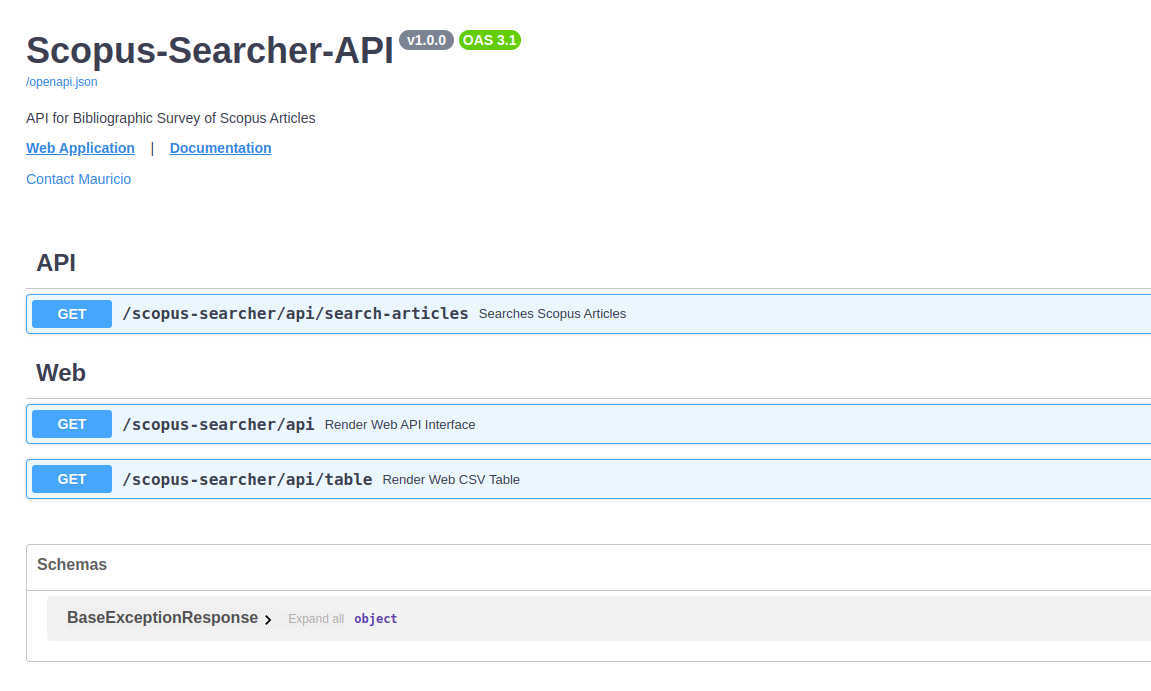 Scopus-Searcher-API v1.0.0 OAS 3.1
/openapi.json
API for Bibliographic Survey of Scopus Articles
Web Application | Documentation
Contact Mauricio
API
GET /scopus-searcher/api/search-articles Searches Scopus Articles
Web
GET /scopus-searcher/api Render Web API Interface
GET /scopus-searcher/api/table Render Web CSV Table
Schemas
BaseExceptionResponse Expand all object